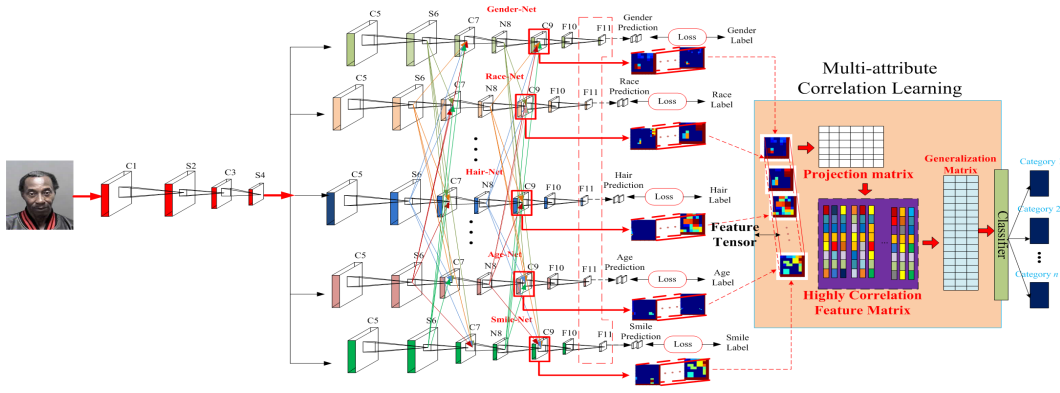 Gender-Net
C5
S6
C7
N8
C9
F10
F11
Gender
Prediction
Loss
Gender
Label
Race-Net
C5
S6
C7
N8
C9
F10
F11
Race
Prediction
Loss
Race
Label
C1
S2
C3
S4
Hair-Net
C5
S6
C7
N8
C9
F10
F11
Hair
Prediction
Loss
Hair
Label
Age-Net
C5
S6
C7
N8
C9
F10
F11
Age
Prediction
Loss
Age
Label
Smile-Net
C5
S6
C7
N8
C9
F10
F11
Smile
Prediction
Loss
Smile
Label
Feature
Tensor
Multi-attribute
Correlation Learning
Projection matrix
Highly Correlation
Feature Matrix
Generalization
Matrix
Classifier
Category
Category 2
Category n